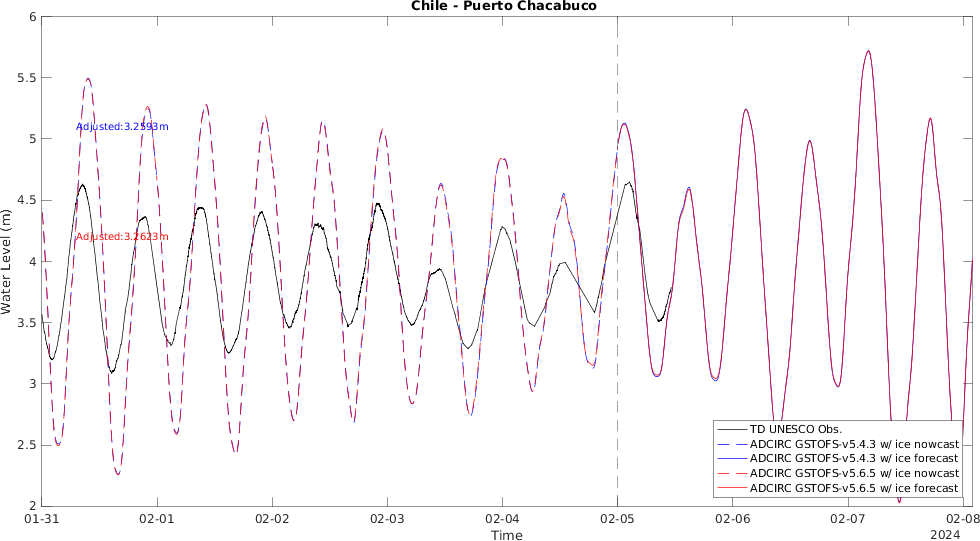 Chile - Puerto Chacabuco
6
5.5
5
4.5
4
3.5
3
2.5
2
Water Level (m)
Adjusted:3.2593m
Adjusted:3.2623m
TD UNESCO Obs.
ADCIRC GSTOFS-v5.4.3 w/ ice nowcast
ADCIRC GSTOFS-v5.4.3 w/ ice forecast
ADCIRC GSTOFS-v5.6.5 w/ ice nowcast
ADCIRC GSTOFS-v5.6.5 w/ ice forecast
01-31 02-01 02-02 02-03 02-04 02-05 02-06 02-07 02-08
Time
2024